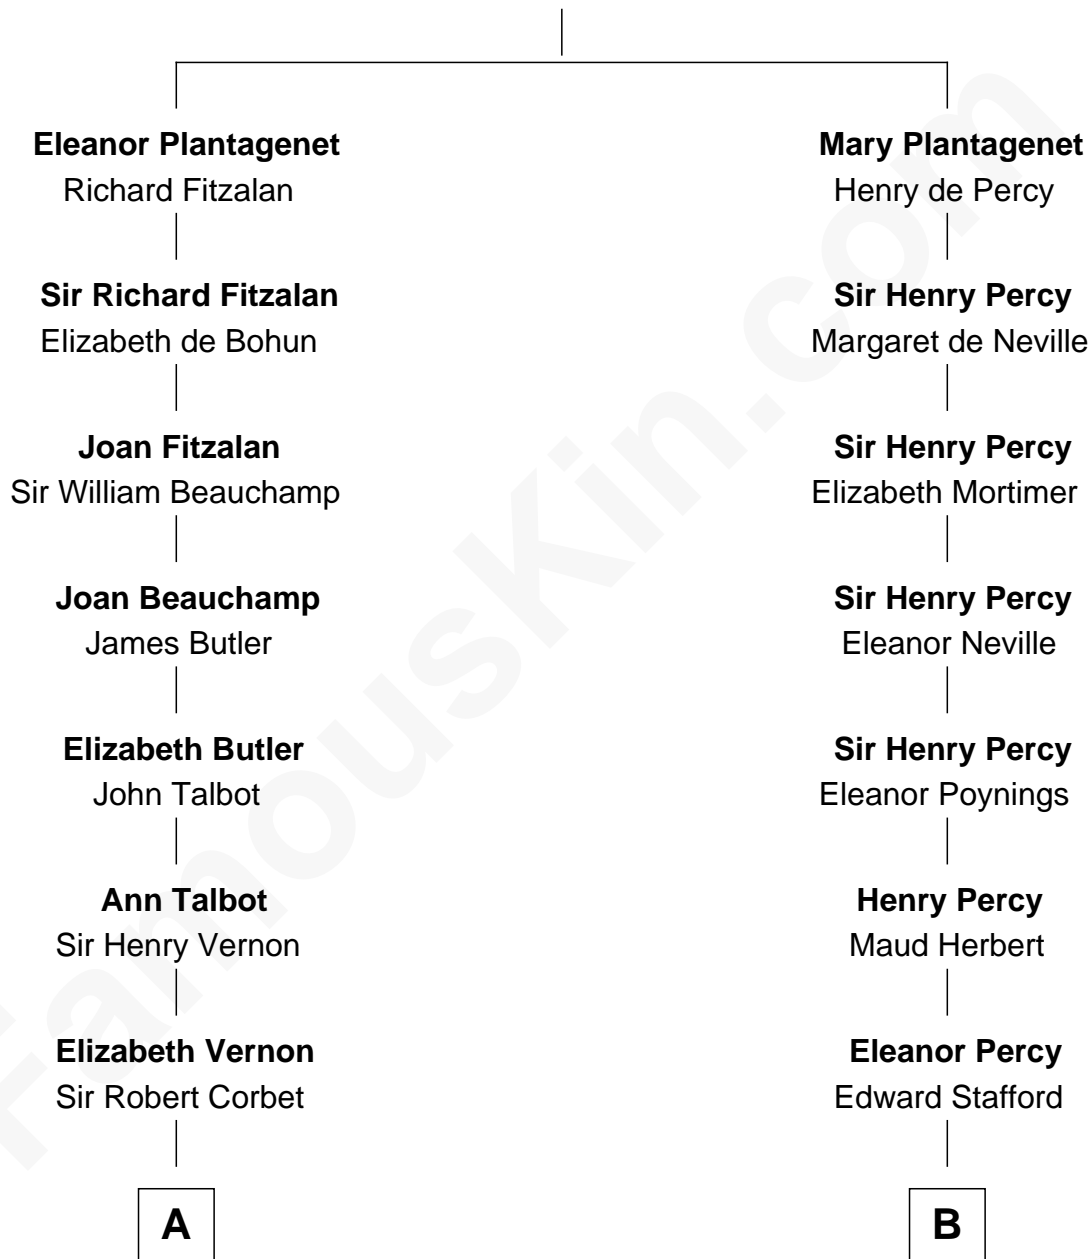 Eleanor Plantagenet
Richard Fitzalan
Sir Richard Fitzalan
Elizabeth de Bohun
Joan Fitzalan
Sir William Beauchamp
Joan Beauchamp
James Butler
Elizabeth Butler
John Talbot
Ann Talbot
Sir Henry Vernon
Elizabeth Vernon
Sir Robert Corbet
A
Mary Plantagenet
Henry de Percy
Sir Henry Percy
Margaret de Neville
Sir Henry Percy
Elizabeth Mortimer
Sir Henry Percy
Eleanor Neville
Sir Henry Percy
Eleanor Poynings
Henry Percy
Maud Herbert
Eleanor Percy
Edward Stafford
B
FamousKin.com